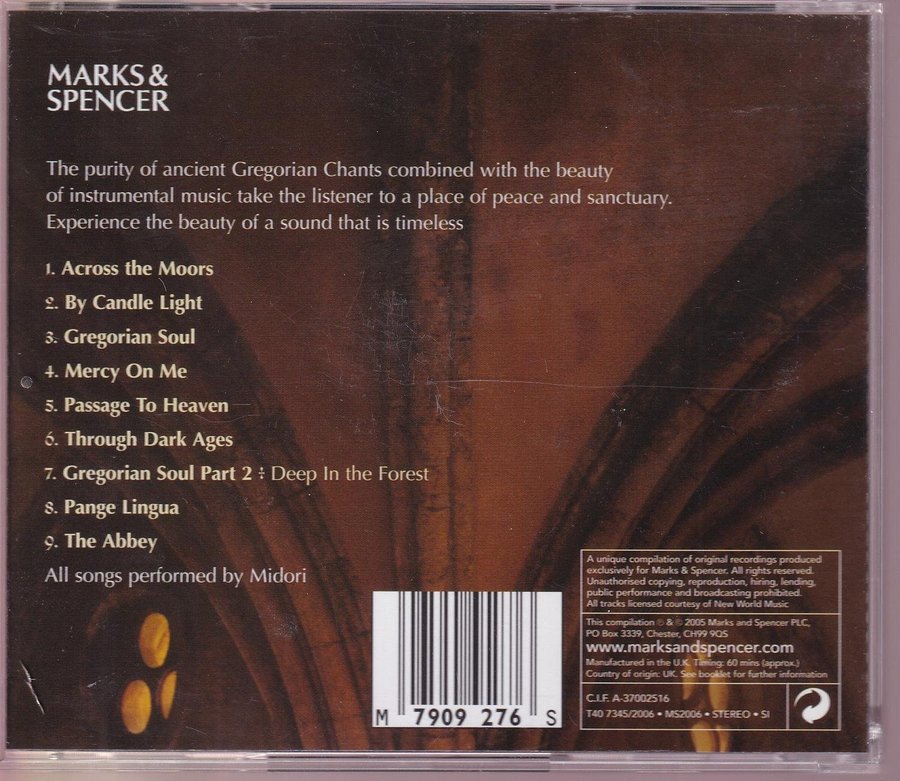 MARKS &
SPENCER
The purity of ancient Gregorian Chants combined with the beauty
of instrumental music take the listener to a place of peace and sanctuary.
Experience the beauty of a sound that is timeless
1. Across the Moors
2. By Candle Light
3. Gregorian Soul
4. Mercy On Me
5. Passage To Heaven
6. Through Dark Ages
7. Gregorian Soul Part 2 ÷ Deep In the Forest
8. Pange Lingua
9. The Abbey
All songs performed by Midori
M 7909 276 S
A unique compilation of original recordings produced
exclusively for Marks & Spencer. All rights reserved.
Unauthorised copying, reproduction, hiring, lending,
public performance and broadcasting prohibited.
All tracks licensed courtesy of New World Music
This compilation ℗ & © 2005 Marks and Spencer PLC,
PO Box 3339, Chester, CH99 9QS
www.marksandspencer.com
Manufactured in the U.K. Timing: 60 mins (approx.)
Country of origin: UK. See booklet for further information
C.I.F. A-37002516
T40 7345/2006 • MS2006 • STEREO • SI